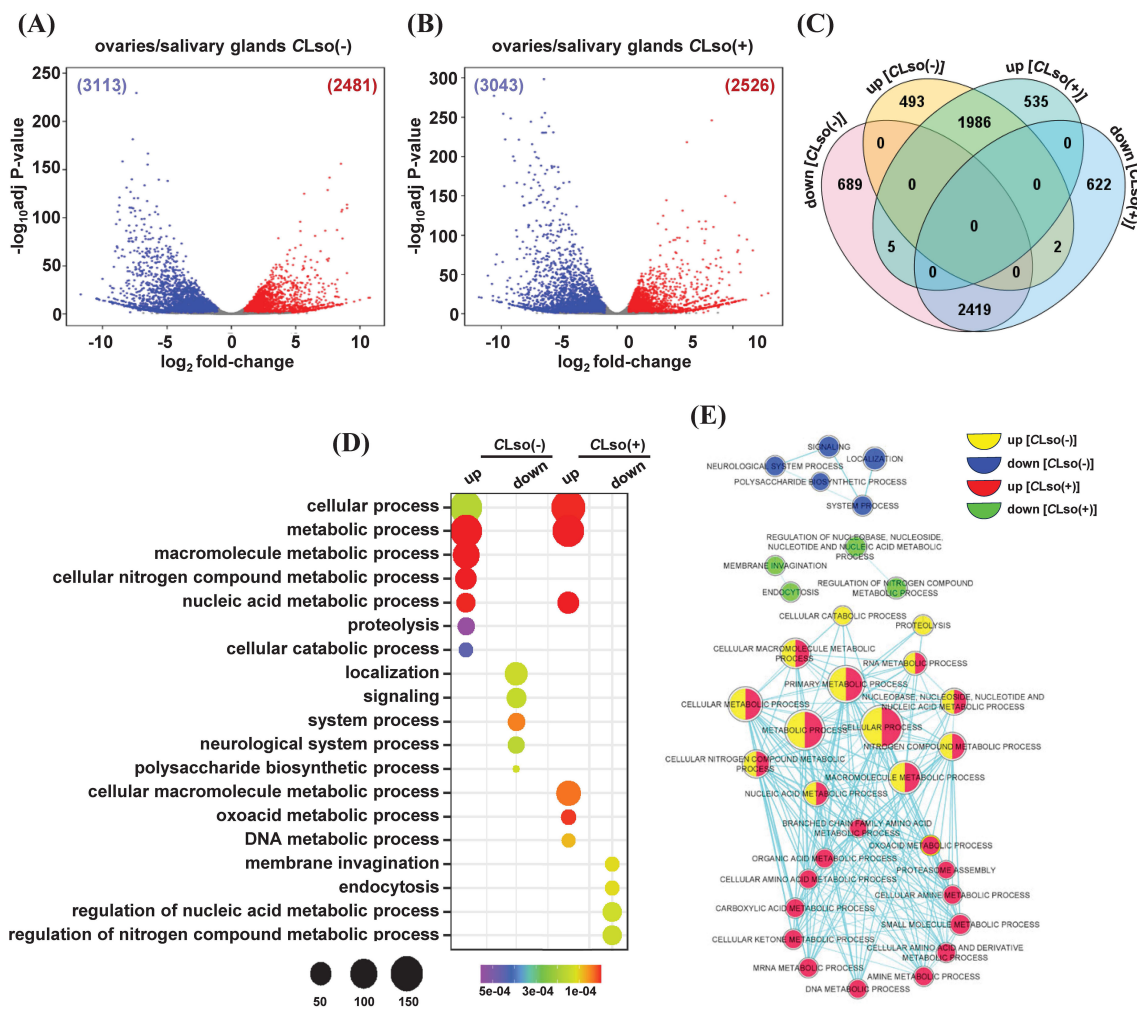 (A)
ovaries/salivary glands CLso(-)
(3113)
(2481)
-log10adj P-value
250
200
150
100
50
0
-10
-5
0
5
10
log2 fold-change
(B)
ovaries/salivary glands CLso(+)
(3043)
(2526)
-log10adj P-value
300
250
200
150
100
50
0
-10
-5
0
5
10
log2 fold-change
(C)
down [CLso(-)]
up [CLso(-)]
up [CLso(+)]
down [CLso(+)]
493
535
1986
0
0
689
0
0
622
0
5
2
0
0
2419
(D)
CLso(-)
CLso(+)
up
down
up
down
cellular process
metabolic process
macromolecule metabolic process
cellular nitrogen compound metabolic process
nucleic acid metabolic process
proteolysis
cellular catabolic process
localization
signaling
system process
neurological system process
polysaccharide biosynthetic process
cellular macromolecule metabolic process
oxoacid metabolic process
DNA metabolic process
membrane invagination
endocytosis
regulation of nucleic acid metabolic process
regulation of nitrogen compound metabolic process
50
100
150
5e-04
3e-04
1e-04
(E)
up [CLso(-)]
down [CLso(-)]
up [CLso(+)]
down [CLso(+)]
SIGNALING
LOCALIZATION
NEUROLOGICAL SYSTEM PROCESS
POLYSACCHARIDE BIOSYNTHETIC PROCESS
SYSTEM PROCESS
REGULATION OF NUCLEOBASE, NUCLEOSIDE,
NUCLEOTIDE AND NUCLEIC ACID METABOLIC
PROCESS
MEMBRANE INVAGINATION
ENDOCYTOSIS
REGULATION OF NITROGEN COMPOUND
METABOLIC PROCESS
CELLULAR CATABOLIC PROCESS
PROTEOLYSIS
CELLULAR MACROMOLECULE METABOLIC
PROCESS
RNA METABOLIC PROCESS
PRIMARY METABOLIC PROCESS
CELLULAR METABOLIC PROCESS
NUCLEOBASE, NUCLEOSIDE, NUCLEOTIDE AND
NUCLEIC ACID METABOLIC PROCESS
METABOLIC PROCESS
CELLULAR PROCESS
NITROGEN COMPOUND METABOLIC PROCESS
CELLULAR NITROGEN COMPOUND METABOLIC
PROCESS
MACROMOLECULE METABOLIC PROCESS
NUCLEIC ACID METABOLIC PROCESS
BRANCHED CHAIN FAMILY AMINO ACID
METABOLIC PROCESS
OXOACID METABOLIC PROCESS
ORGANIC ACID METABOLIC PROCESS
PROTEASOME ASSEMBLY
CELLULAR AMINO ACID METABOLIC PROCESS
CELLULAR AMINE METABOLIC PROCESS
CARBOXYLIC ACID METABOLIC PROCESS
SMALL MOLECULE METABOLIC PROCESS
CELLULAR KETONE METABOLIC PROCESS
CELLULAR AMINO ACID AND DERIVATIVE
METABOLIC PROCESS
MRNA METABOLIC PROCESS
AMINE METABOLIC PROCESS
DNA METABOLIC PROCESS